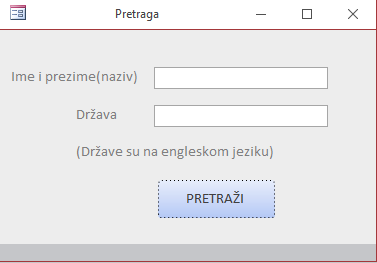 Pretraga
Ime i prezime(naziv)
Država
(Države su na engleskom jeziku)
PRETRAŽI